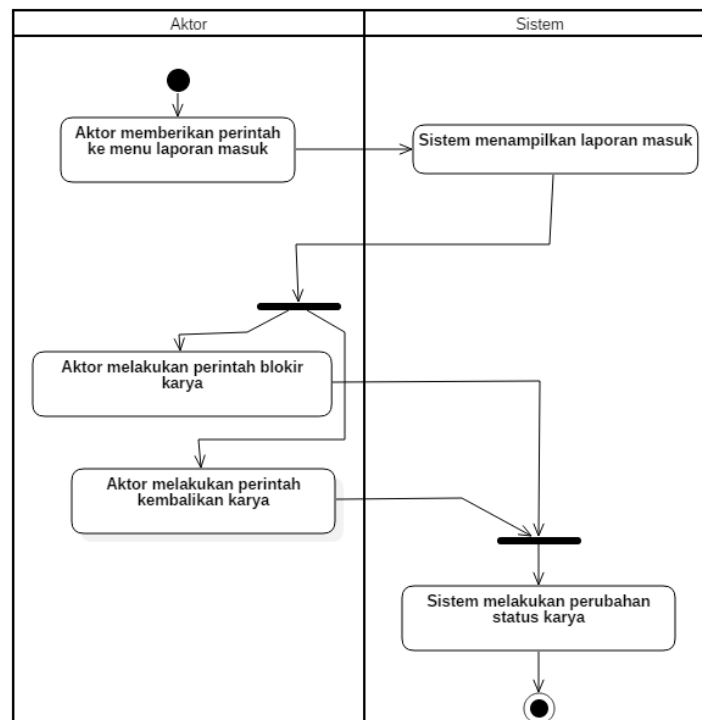 Aktor
Sistem
Aktor memberikan perintah
ke menu laporan masuk
Sistem menampilkan laporan masuk
Aktor melakukan perintah blokir
karya
Aktor melakukan perintah
kembalikan karya
Sistem melakukan perubahan
status karya